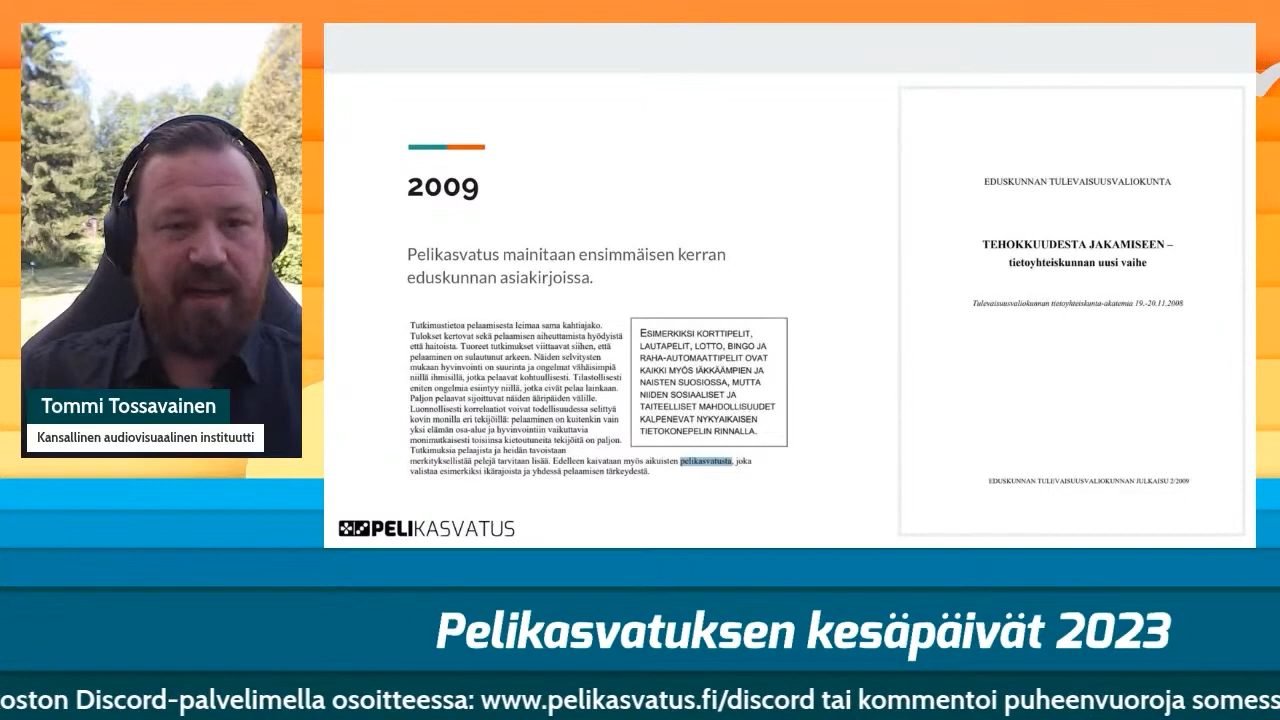 Tommi Tossavainen
Kansallinen audiovisuaalinen instituutti
2009
Pelikasvatus mainitaan ensimmäisen kerran
eduskunnan asiakirjoissa.
Tutkimustietoa pelaamisesta leimaa sama kahtiajako.
Tulokset kertovat sekä pelaamisen aiheuttamista hyödyistä
että haitoista. Tuoreet tutkimukset viittaavat siihen, että
pelaaminen on sulautunut arkeen. Näiden selvitysten
mukaan hyvinvointi on suurinta ja ongelmat vähäisimpiä
niillä ihmisillä, jotka pelaavat kohtuullisesti. Tilastollisesti
eniten ongelmia esiintyy niillä, jotka eivät pelaa lainkaan.
Paljon pelaavat sijoittuvat näiden ääripäiden välille.
Luonnollisesti korrelaatiot voivat todellisuudessa selittyä
kovin monilla eri tekijöillä: pelaaminen on kuitenkin vain
yksi elämän osa-alue ja hyvinvointiin vaikuttavia
monimutkaisesti toisiinsa kietoutuneita tekijöitä on paljon.
Tutkimuksia pelaajista ja heidän tavoistaan
merkityksellistää pelejä tarvitaan lisää. Edelleen kaivataan myös aikuisten pelikasvatusta, joka
valistaa esimerkiksi ikärajoista ja yhdessä pelaamisen tärkeydestä.
ESIMERKIKSI KORTTIPELIT,
LAUTAPELIT, LOTTO, BINGO JA
RAHA-AUTOMAATTIPELIT OVAT
KAIKKI MYÖS IÄKKÄÄMPIEN JA
NAISTEN SUOSIOSSA, MUTTA
NIIDEN SOSIAALISET JA
TAITEELLISET MAHDOLLISUUDET
KALPENEVAT NYKYAIKAISEN
TIETOKONEPELIN RINNALLA.
PELIKASVATUS
EDUSKUNNAN TULEVAISUUSVALIOKUNTA
TEHOKKUUDESTA JAKAMISEEN –
tietoyhteiskunnan uusi vaihe
Tulevaisuusvaliokunnan tietoyhteiskunta-akatemia 19.-20.11.2008
EDUSKUNNAN TULEVAISUUSVALIOKUNNAN JULKAISU 2/2009
Pelikasvatuksen kesäpäivät 2023
oston Discord-palvelimella osoitteessa: www.pelikasvatus.fi/discord tai kommentoi puheenvuoroja somess